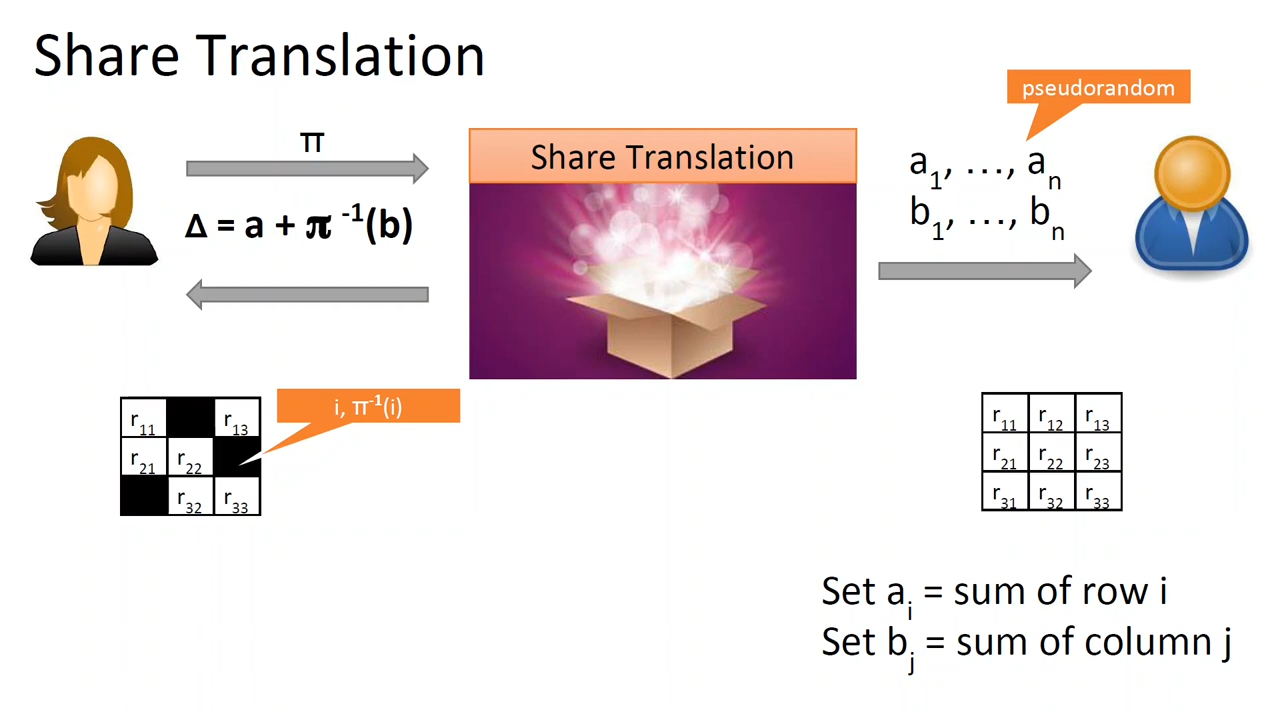 Share Translation
pseudorandom
π
Share Translation
a₁, …, aₙ
Δ = a + π ⁻¹(b)
b₁, …, bₙ
i, π⁻¹(i)
r₁₁ r₁₃
r₂₁ r₂₂
r₃₂ r₃₃
r₁₁ r₁₂ r₁₃
r₂₁ r₂₂ r₂₃
r₃₁ r₃₂ r₃₃
Set aᵢ = sum of row i
Set bⱼ = sum of column j